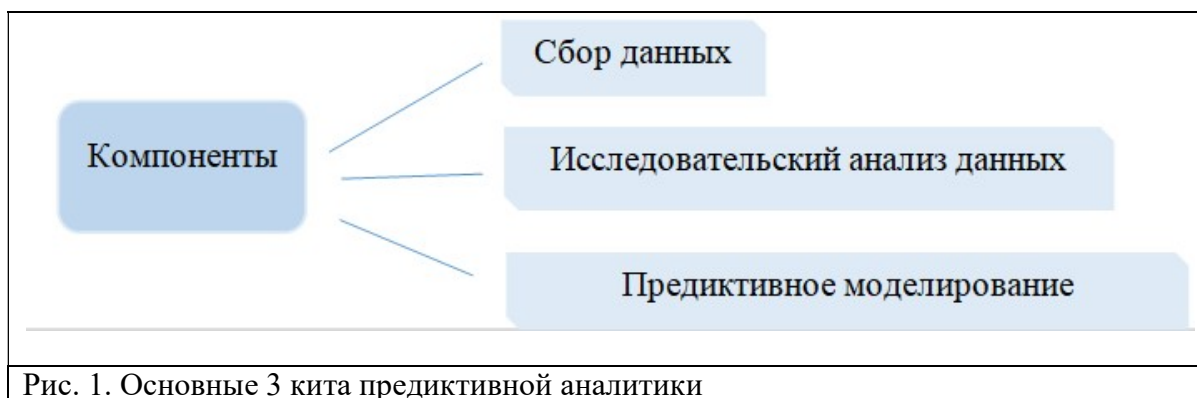 Сбор данных
Компоненты
Исследовательский анализ данных
Предиктивное моделирование
Рис. 1. Основные 3 кита предиктивной аналитики